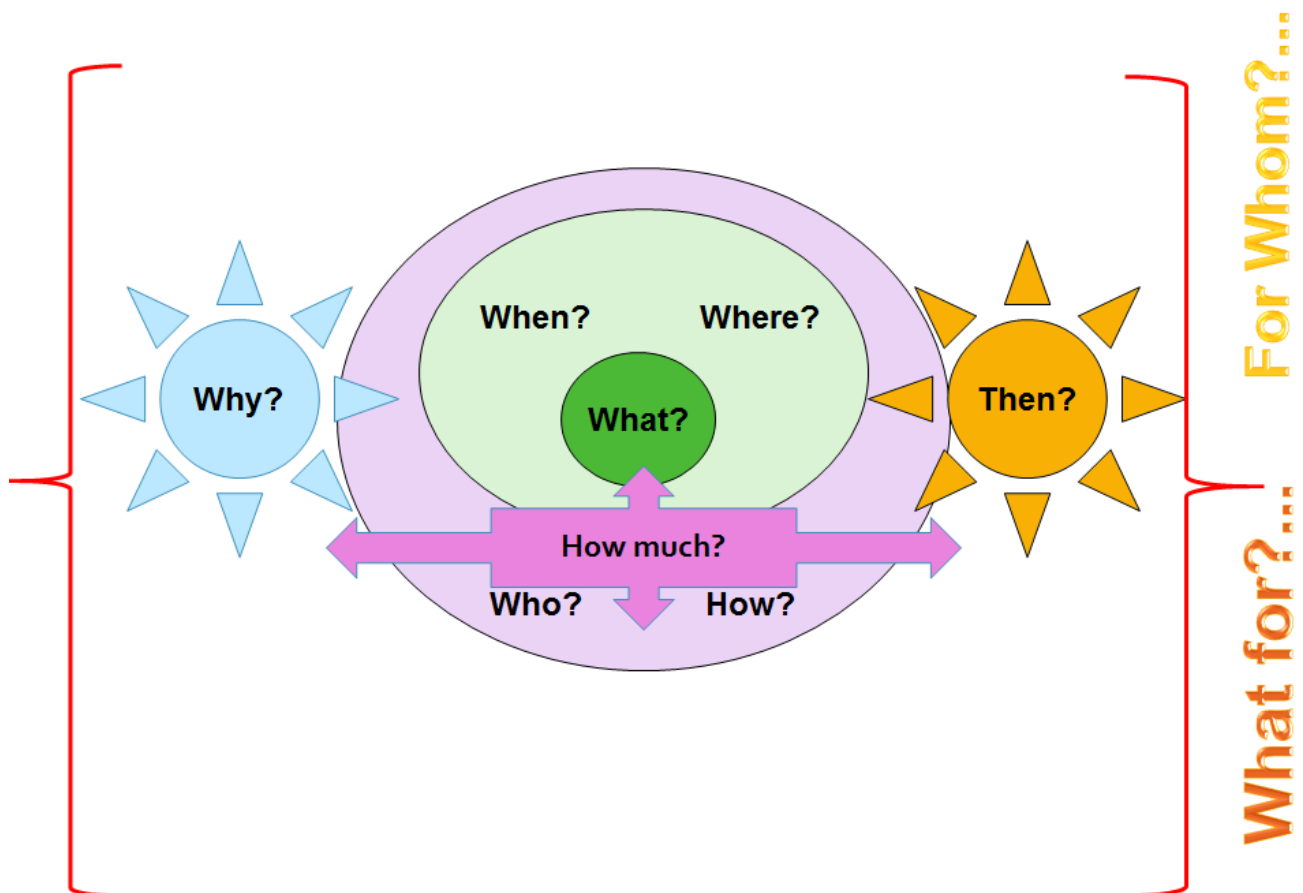 When?
Where?
Why?
What?
Then?
How much?
Who?
How?
For Whom?...
What for?...